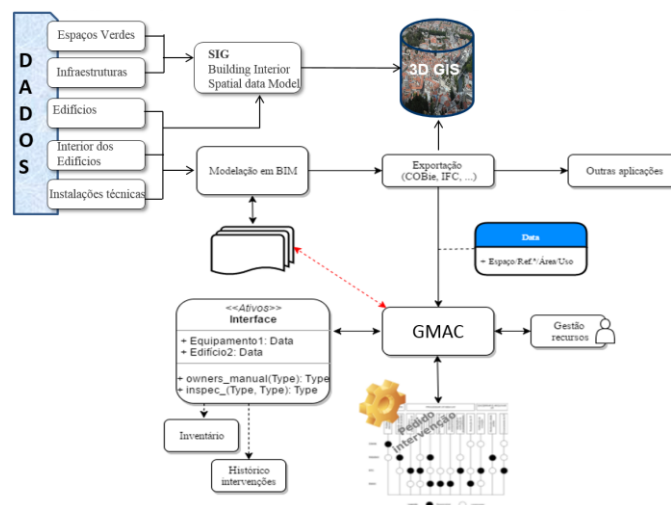 DADOS
Espaços Verdes
Infraestruturas
Edifícios
Interior dos
Edifícios
Instalações técnicas
SIG
Building Interior
Spatial data Model
3D GIS
Modelação em BIM
Exportação
(COBie, IFC, ...)
Outras aplicações
Data
+ Espaço/Ref.ª/Área/Uso
<<Ativos>>
Interface
+ Equipamento1: Data
+ Edifício2: Data
+ owners_manual(Type): Type
+ inspec_(Type, Type): Type
GMAC
Gestão
recursos
Inventário
Histórico
intervenções
Pedido
intervenção